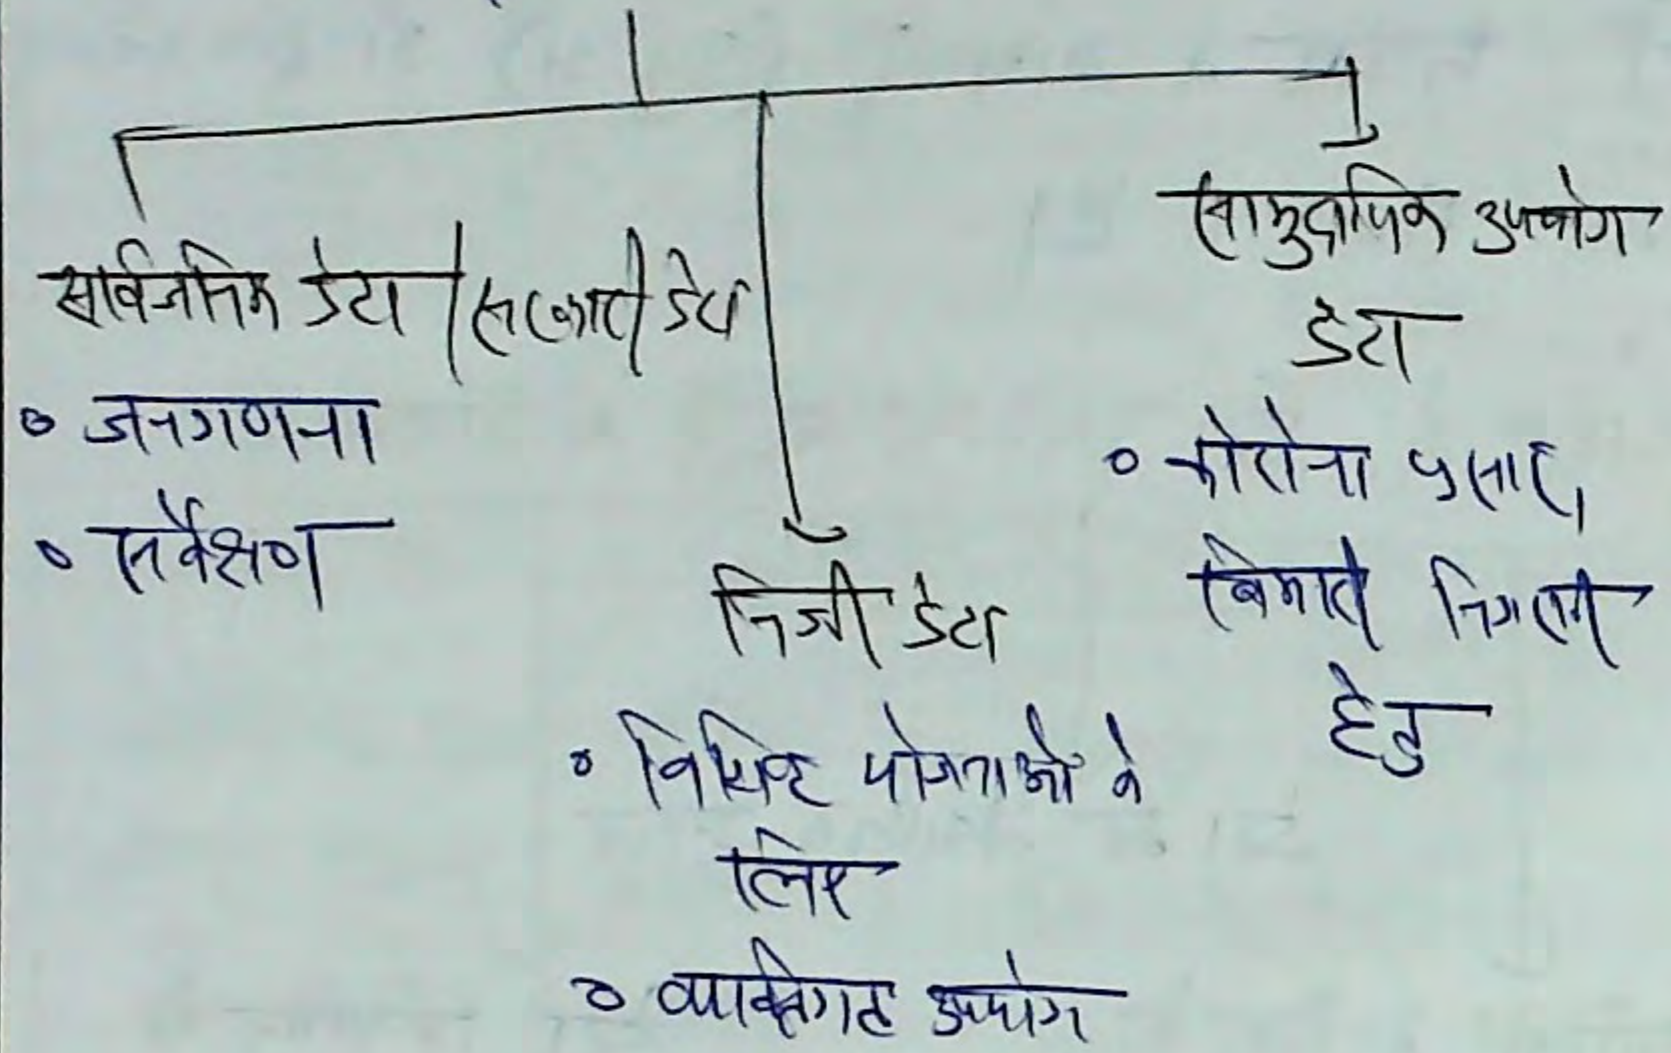 सार्वजनिक डेटा / सरकारी डेटा
• जनगणना
• सर्वेक्षण
निजी डेटा
• विशिष्ट योजनाओं के
लिए
• व्यक्तिगत उपयोग
सामुदायिक उपयोग
डेटा
• कोरोना प्रसार,
बिमारी निगरानी
हेतु